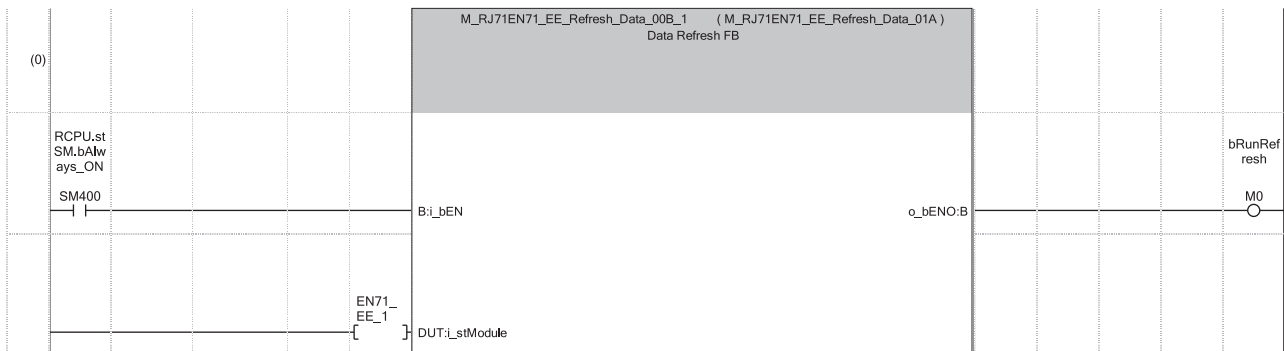 M_RJ71EN71_EE_Refresh_Data_00B_1 ( M_RJ71EN71_EE_Refresh_Data_01A )
Data Refresh FB
(0)
RCPU.st
SM.bAlw
ays_ON
SM400
B:i_bEN
o_bENO:B
bRunRef
resh
M0
EN71_
EE_1
DUT:i_stModule